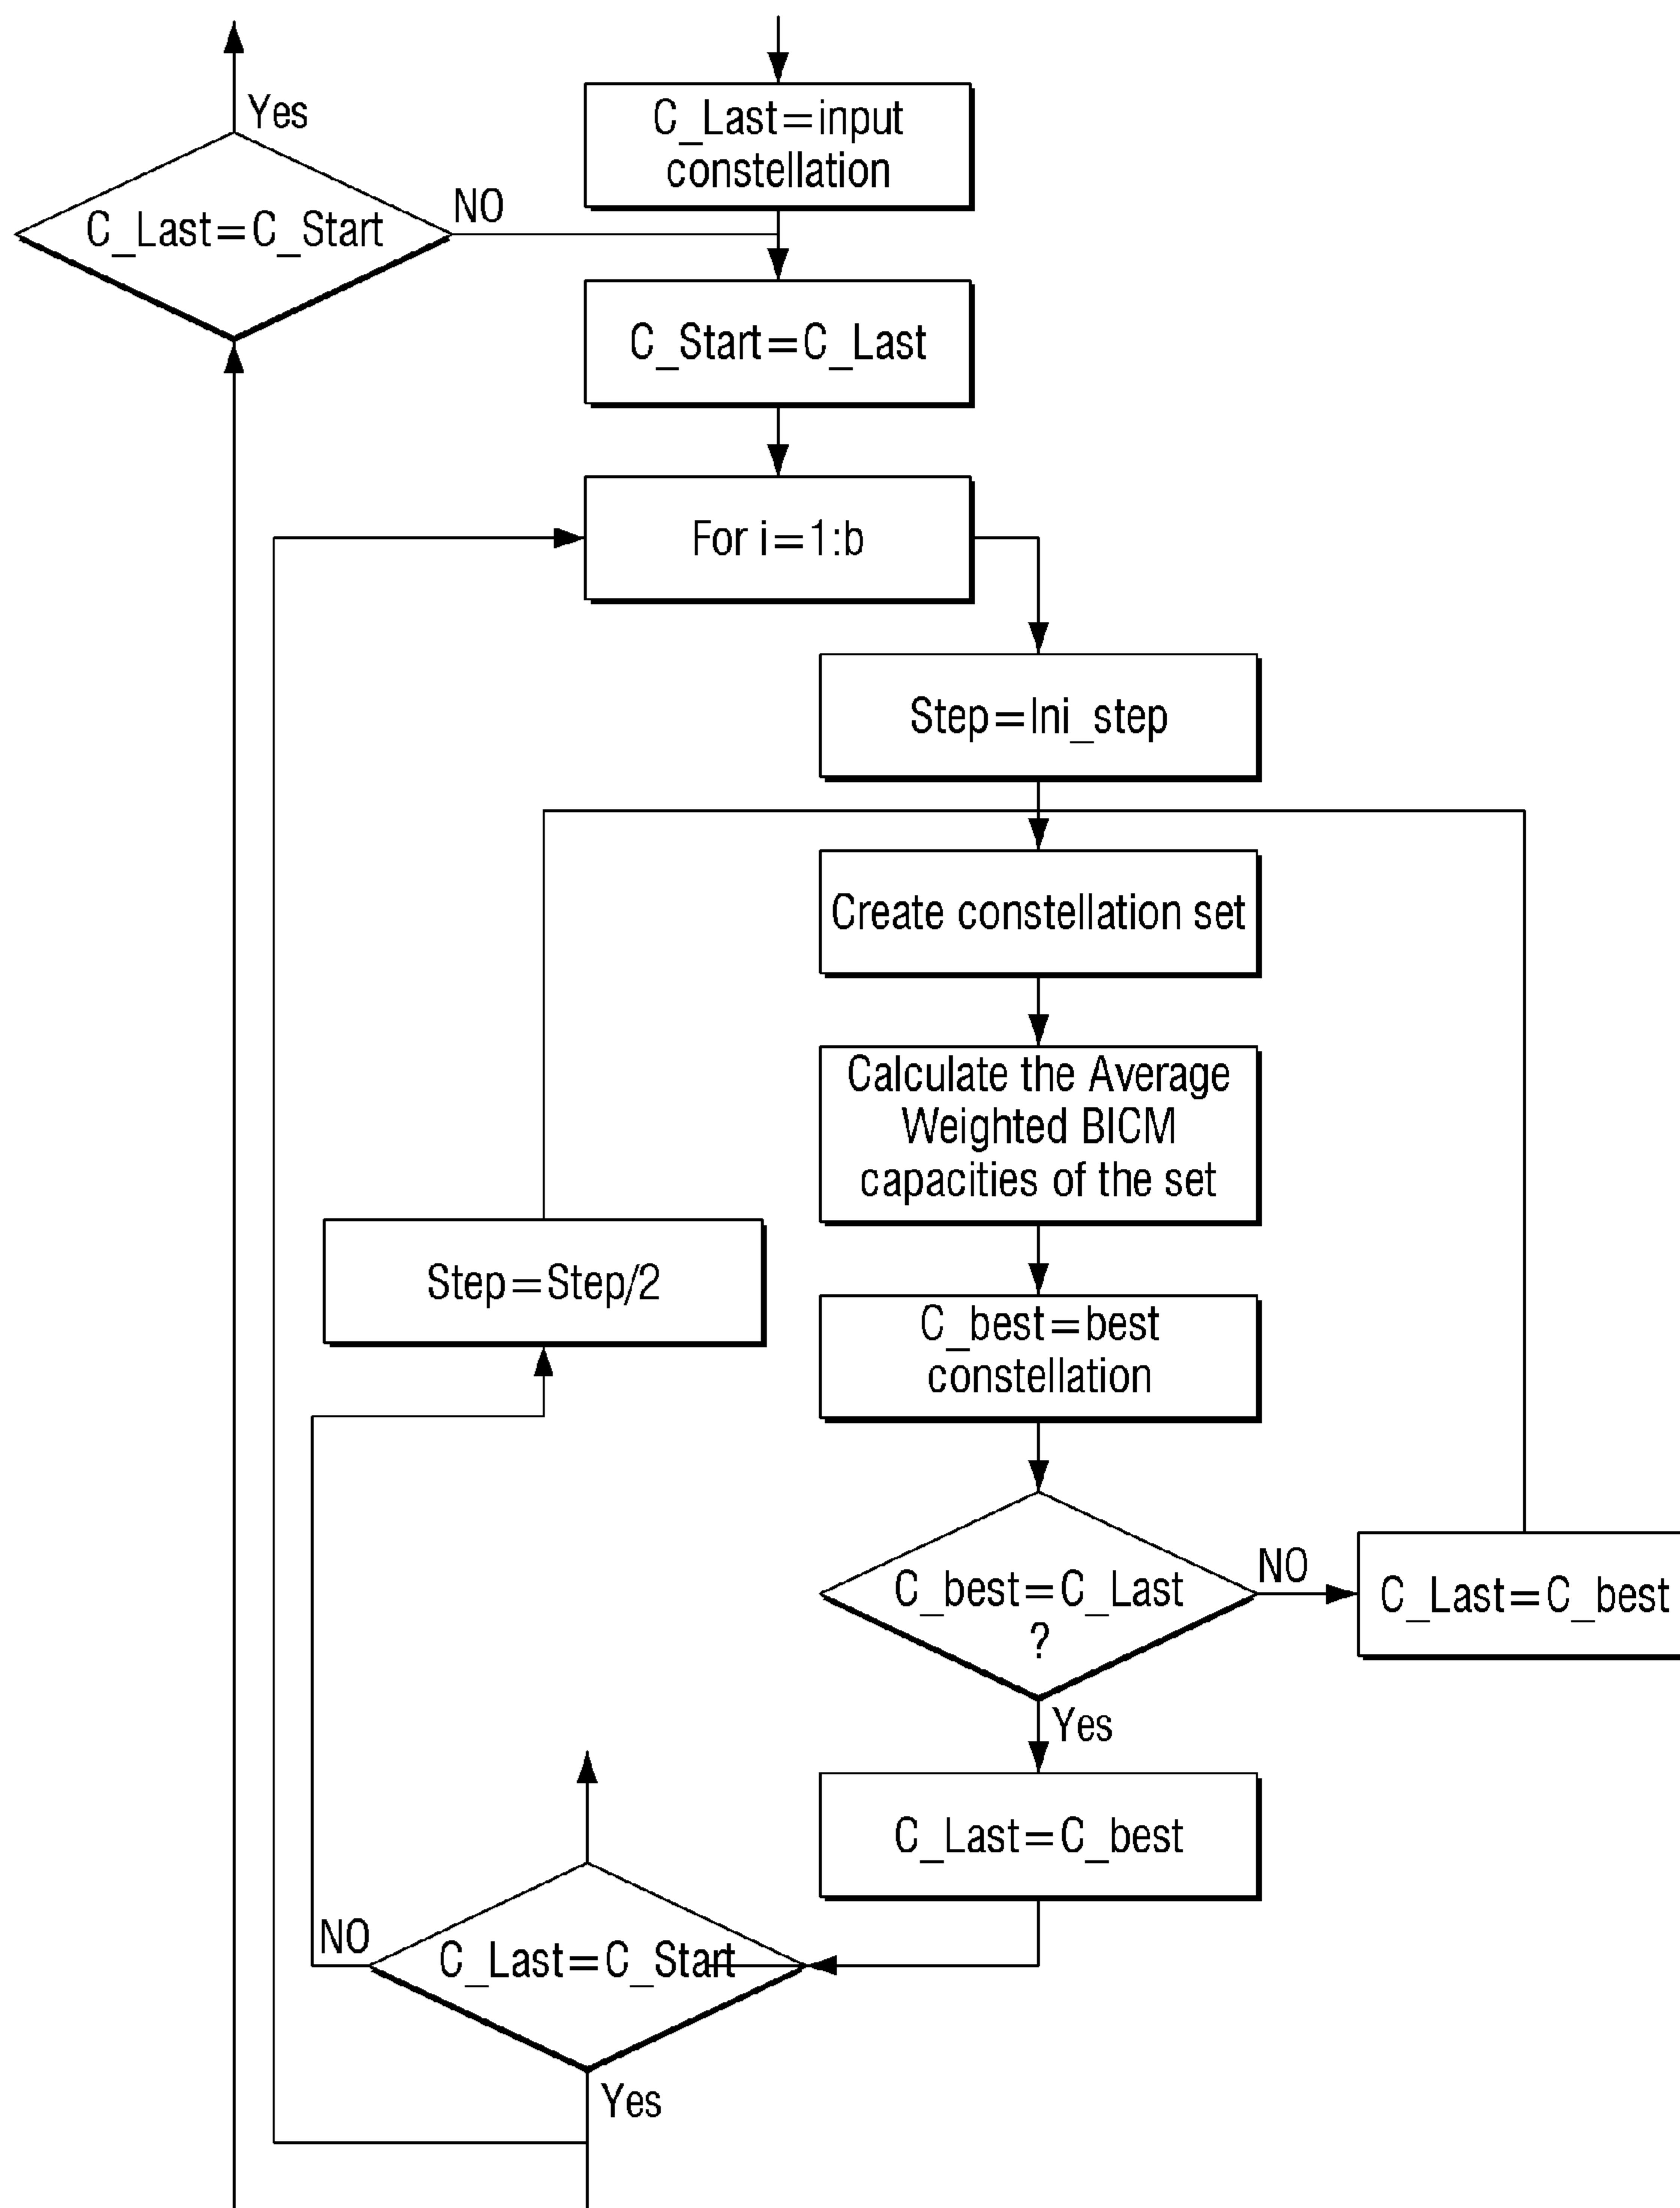 Yes
C_Last=input
constellation
C_Last=C_Start
NO
C_Start=C_Last
For i=1:b
Step=Ini_step
Create constellation set
Calculate the Average
Weighted BICM
capacities of the set
Step=Step/2
C_best=best
constellation
C_best=C_Last
?
NO
C_Last=C_best
Yes
C_Last=C_best
NO
C_Last=C_Start
Yes